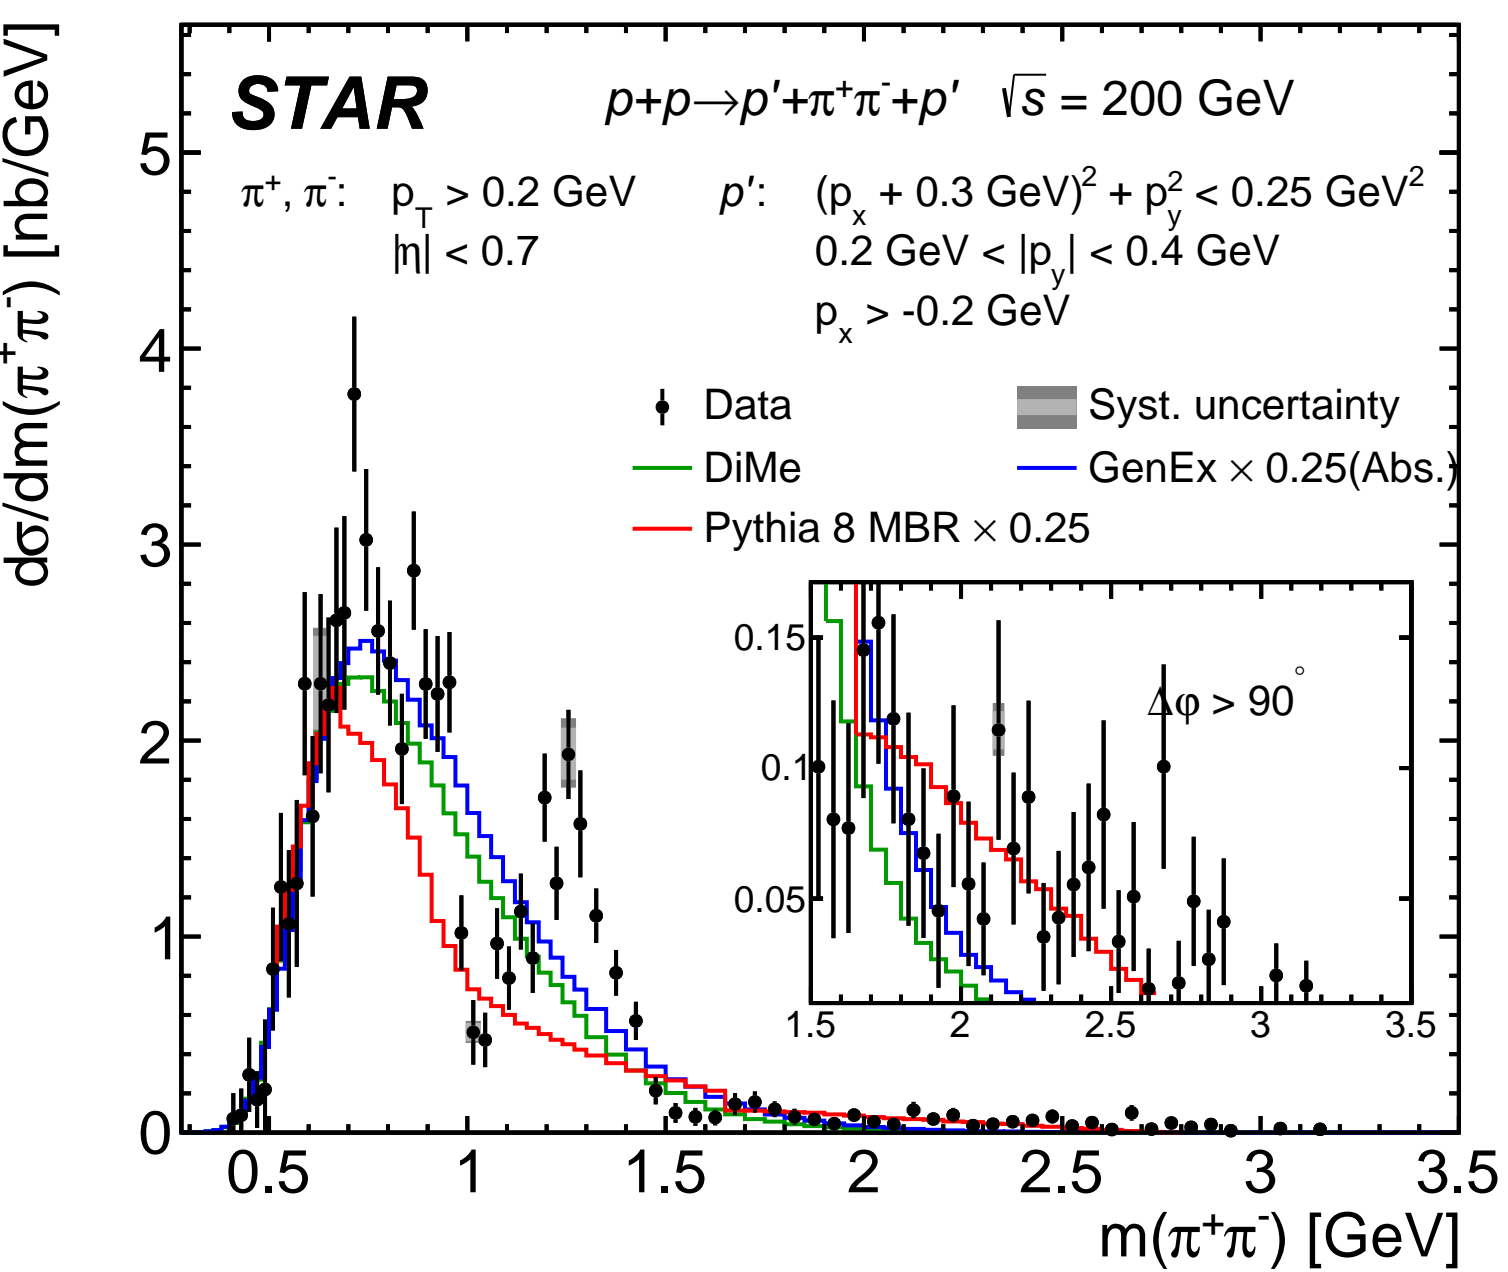 dσ/dm(π⁺π⁻) [nb/GeV]
STAR p+p→p′+π⁺π⁻+p′ √s = 200 GeV
π⁺, π⁻: p_T > 0.2 GeV p′: (p_x + 0.3 GeV)² + p_y² < 0.25 GeV²
|η| < 0.7 0.2 GeV < |p_y| < 0.4 GeV
p_x > -0.2 GeV
Data Syst. uncertainty
DiMe GenEx × 0.25(Abs.)
Pythia 8 MBR × 0.25
5
4
3
2
1
0
0.15
0.1
0.05
Δφ > 90°
1.5 2 2.5 3 3.5
0.5 1 1.5 2 2.5 3 3.5
m(π⁺π⁻) [GeV]